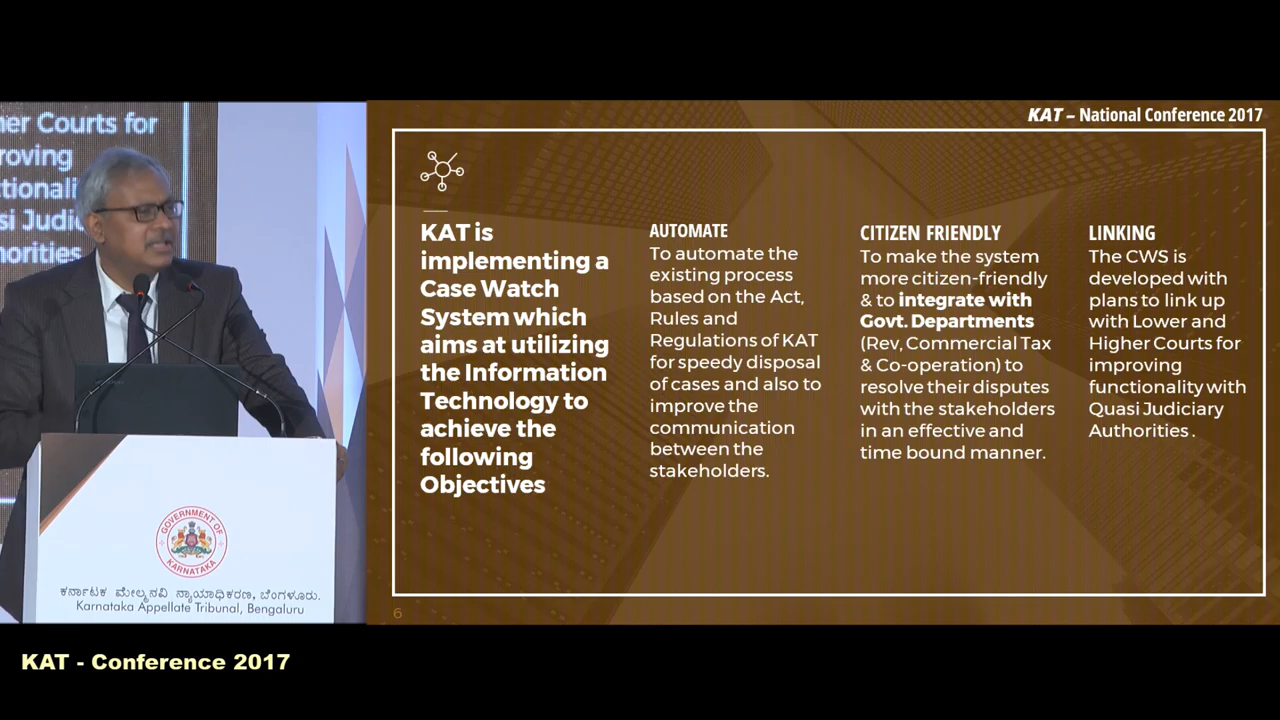 her Courts for
roving
ctionali
si Judic
horities
GOVERNMENT OF
KARNATAKA
ಕರ್ನಾಟಕ ಮೇಲ್ಮನವಿ ನ್ಯಾಯಾಧಿಕರಣ, ಬೆಂಗಳೂರು.
Karnataka Appellate Tribunal, Bengaluru
KAT – National Conference 2017
KAT is
implementing a
Case Watch
System which
aims at utilizing
the Information
Technology to
achieve the
following
Objectives
AUTOMATE
To automate the
existing process
based on the Act,
Rules and
Regulations of KAT
for speedy disposal
of cases and also to
improve the
communication
between the
stakeholders.
CITIZEN FRIENDLY
To make the system
more citizen-friendly
& to integrate with
Govt. Departments
(Rev, Commercial Tax
& Co-operation) to
resolve their disputes
with the stakeholders
in an effective and
time bound manner.
LINKING
The CWS is
developed with
plans to link up
with Lower and
Higher Courts for
improving
functionality with
Quasi Judiciary
Authorities .
6
KAT - Conference 2017